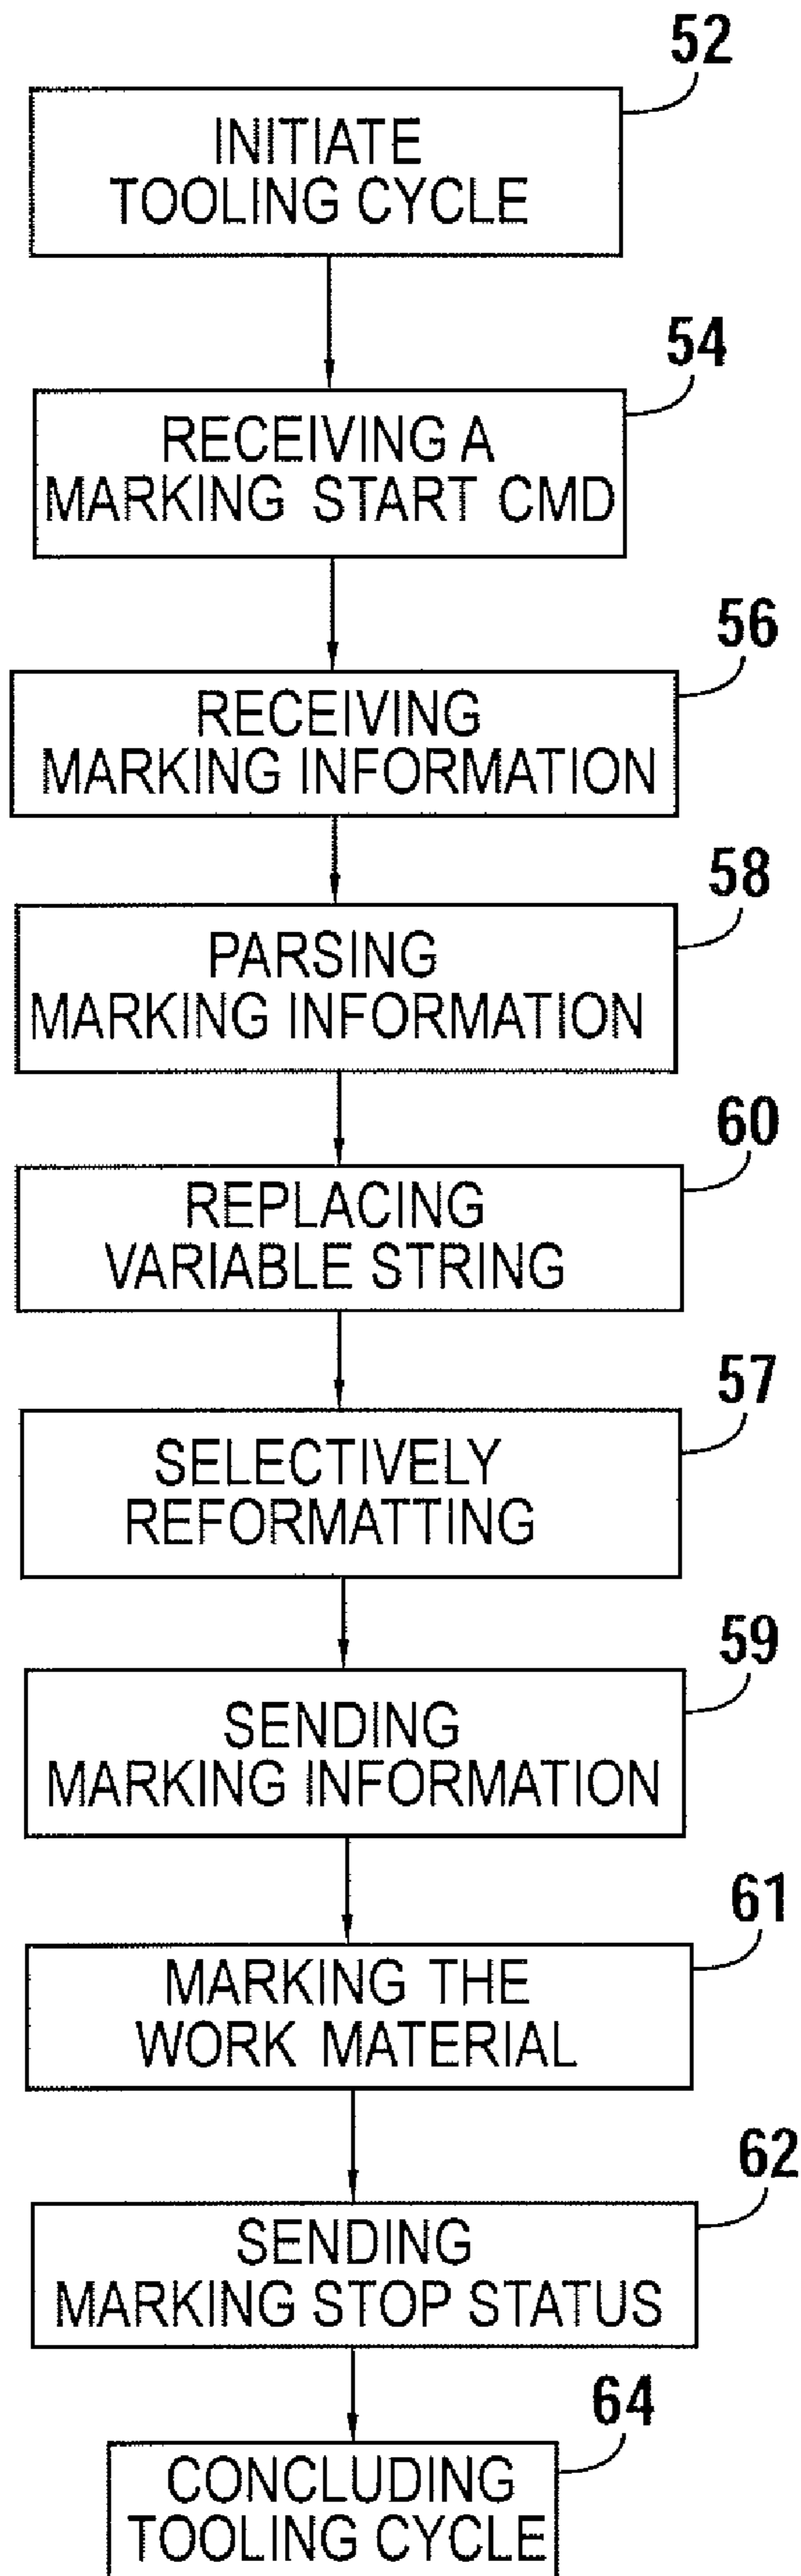 52
INITIATE
TOOLING CYCLE
54
RECEIVING A
MARKING START CMD
56
RECEIVING
MARKING INFORMATION
58
PARSING
MARKING INFORMATION
60
REPLACING
VARIABLE STRING
57
SELECTIVELY
REFORMATTING
59
SENDING
MARKING INFORMATION
61
MARKING THE
WORK MATERIAL
62
SENDING
MARKING STOP STATUS
64
CONCLUDING
TOOLING CYCLE